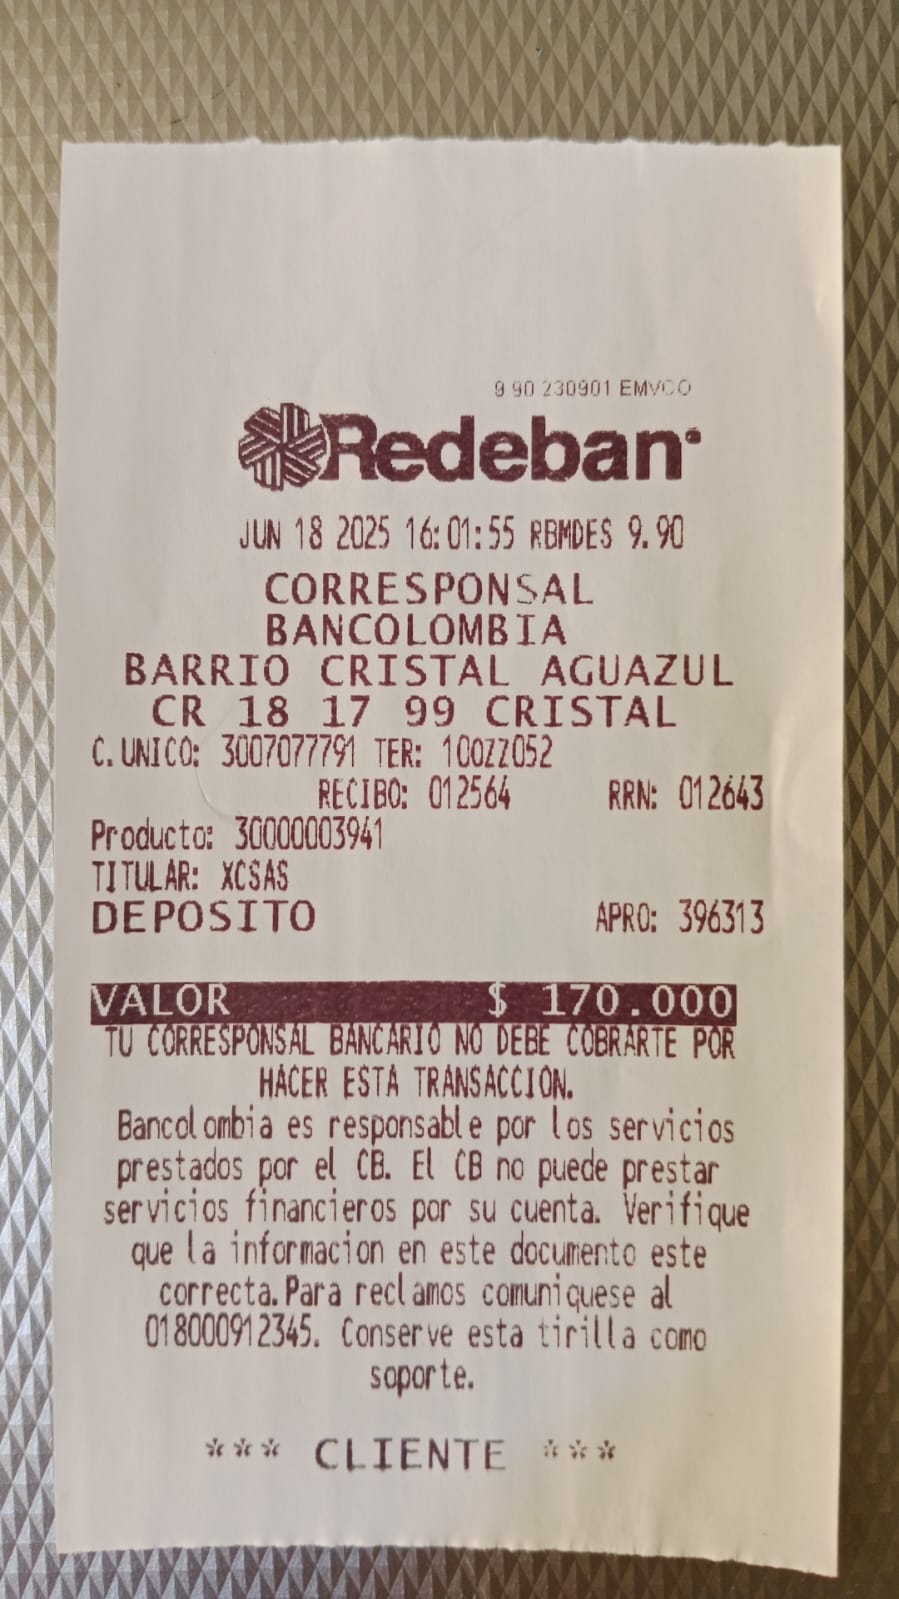 9 90 230901 EMVCO
Redeban
JUN 18 2025 16:01:55 RBMDES 9.90
CORRESPONSAL
BANCOLOMBIA
BARRIO CRISTAL AGUAZUL
CR 18 17 99 CRISTAL
C. UNICO: 3007077791 TER: 100ZZ052
RECIBO: 012564 RRN: 012643
Producto: 30000003941
TITULAR: XCSAS
DEPOSITO APRO: 396313
VALOR $ 170.000
TU CORRESPONSAL BANCARIO NO DEBE COBRARTE POR
HACER ESTA TRANSACCION.
Bancolombia es responsable por los servicios
prestados por el CB. El CB no puede prestar
servicios financieros por su cuenta. Verifique
que la informacion en este documento este
correcta.Para reclamos comuniquese al
018000912345. Conserve esta tirilla como
soporte.
*** CLIENTE ***